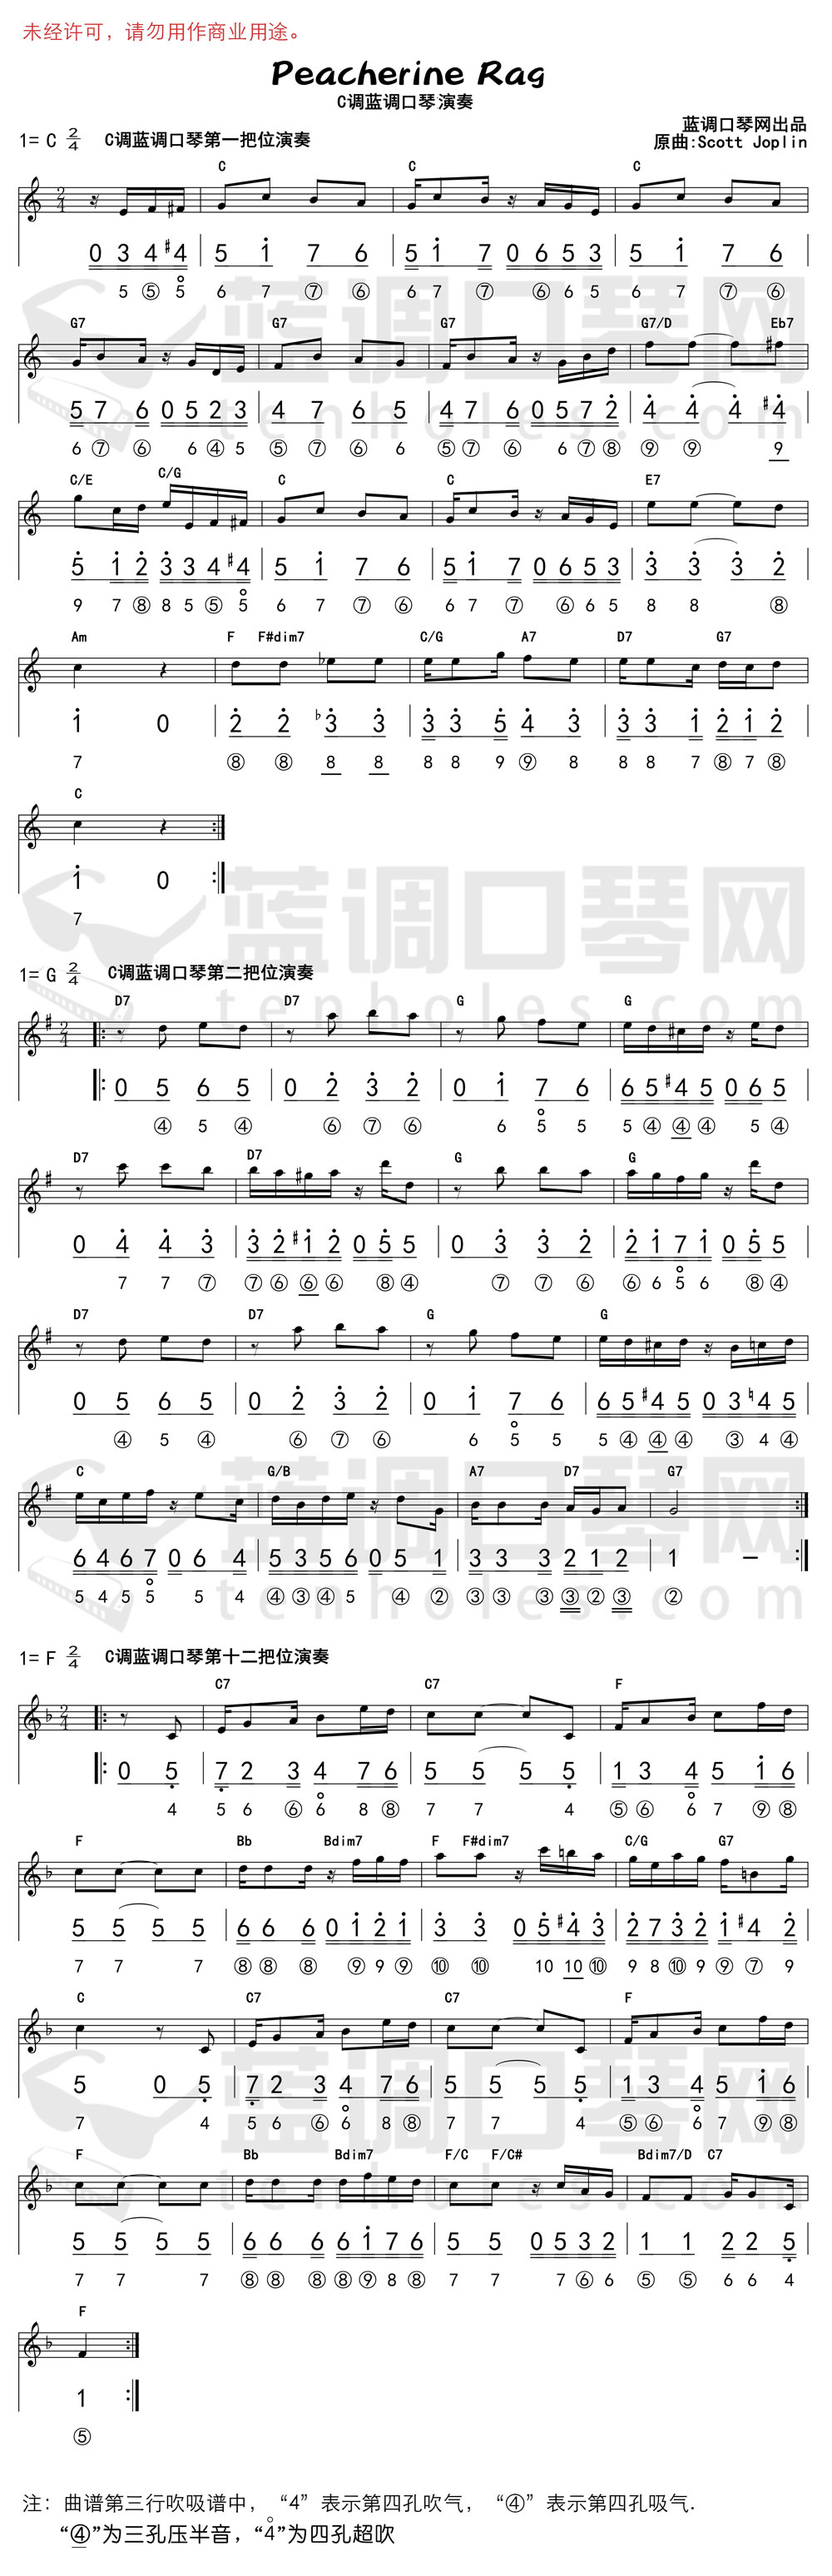 未经许可，请勿用作商业用途。
Peacherine Rag
C调蓝调口琴演奏
蓝调口琴网出品
1= C 2/4 C调蓝调口琴第一把位演奏
原曲:Scott Joplin
C C C
0 3 4 #4 | 5 1 7 6 | 5 1 7 0 6 5 3 | 5 1 7 6
5 ⑤ 5 6 7 ⑦ ⑥ 6 7 ⑦ ⑥ 6 5 6 7 ⑦ ⑥
G7 G7 G7 G7/D Eb7
5 7 6 0 5 2 3 | 4 7 6 5 | 4 7 6 0 5 7 2 | 4 4 4 #4
6 ⑦ ⑥ 6 ④ 5 ⑤ ⑦ ⑥ 6 ⑤ ⑦ ⑥ 6 ⑦ ⑧ ⑨ ⑨ 9
C/E C/G C C E7
5 1 2 3 3 4 #4 | 5 1 7 6 | 5 1 7 0 6 5 3 | 3 3 3 2
9 7 ⑧ 8 5 ⑤ 5 6 7 ⑦ ⑥ 6 7 ⑦ ⑥ 6 5 8 8 ⑧
Am F F#dim7 C/G A7 D7 G7
1 0 | 2 2 b3 3 | 3 3 5 4 3 | 3 3 1 2 1 2
7 ⑧ ⑧ 8 8 8 8 9 ⑨ 8 8 8 7 ⑧ 7 ⑧
C
1 0 :|
7
1= G 2/4 C调蓝调口琴第二把位演奏
D7 D7 G G
|: 0 5 6 5 | 0 2 3 2 | 0 1 7 6 | 6 5 #4 5 0 6 5
④ 5 ④ ⑥ ⑦ ⑥ 6 5 5 5 ④ ④ ④ 5 ④
D7 D7 G G
0 4 4 3 | 3 2 #1 2 0 5 5 | 0 3 3 2 | 2 1 7 1 0 5 5
7 7 ⑦ ⑦ ⑥ ⑥ ⑥ ⑧ ④ ⑦ ⑦ ⑥ ⑥ 6 5 6 ⑧ ④
D7 D7 G G
0 5 6 5 | 0 2 3 2 | 0 1 7 6 | 6 5 #4 5 0 3 ♮4 5
④ 5 ④ ⑥ ⑦ ⑥ 6 5 5 5 ④ ④ ④ ③ 4 ④
C G/B A7 D7 G7
6 4 6 7 0 6 4 | 5 3 5 6 0 5 1 | 3 3 3 2 1 2 | 1 — :|
5 4 5 5 5 4 ④ ③ ④ 5 ④ ② ③ ③ ③ ③ ② ③ ②
1= F 2/4 C调蓝调口琴第十二把位演奏
C7 C7 F
|: 0 5 | 7 2 3 4 7 6 | 5 5 5 5 | 1 3 4 5 1 6
4 5 6 ⑥ 6 8 ⑧ 7 7 4 ⑤ ⑥ 6 7 ⑨ ⑧
F Bb Bdim7 F F#dim7 C/G G7
5 5 5 5 | 6 6 6 0 1 2 1 | 3 3 0 5 #4 3 | 2 7 3 2 1 #4 2
7 7 7 ⑧ ⑧ ⑧ ⑨ 9 ⑨ ⑩ ⑩ 10 10 ⑩ 9 8 ⑩ 9 ⑨ ⑦ 9
C C7 C7 F
5 0 5 | 7 2 3 4 7 6 | 5 5 5 5 | 1 3 4 5 1 6
7 4 5 6 ⑥ 6 8 ⑧ 7 7 4 ⑤ ⑥ 6 7 ⑨ ⑧
F Bb Bdim7 F/C F/C# Bdim7/D C7
5 5 5 5 | 6 6 6 6 1 7 6 | 5 5 0 5 3 2 | 1 1 2 2 5
7 7 7 ⑧ ⑧ ⑧ ⑧ ⑨ 8 ⑧ 7 7 7 ⑥ 6 ⑤ ⑤ 6 6 4
F
1 :|
⑤
注：曲谱第三行吹吸谱中，“4”表示第四孔吹气，“④”表示第四孔吸气.
“④”为三孔压半音，“4”为四孔超吹
蓝调口琴网
tenholes.com
蓝调口琴网
tenholes.com
蓝调口琴网
tenholes.com
蓝调口琴网
tenholes.com